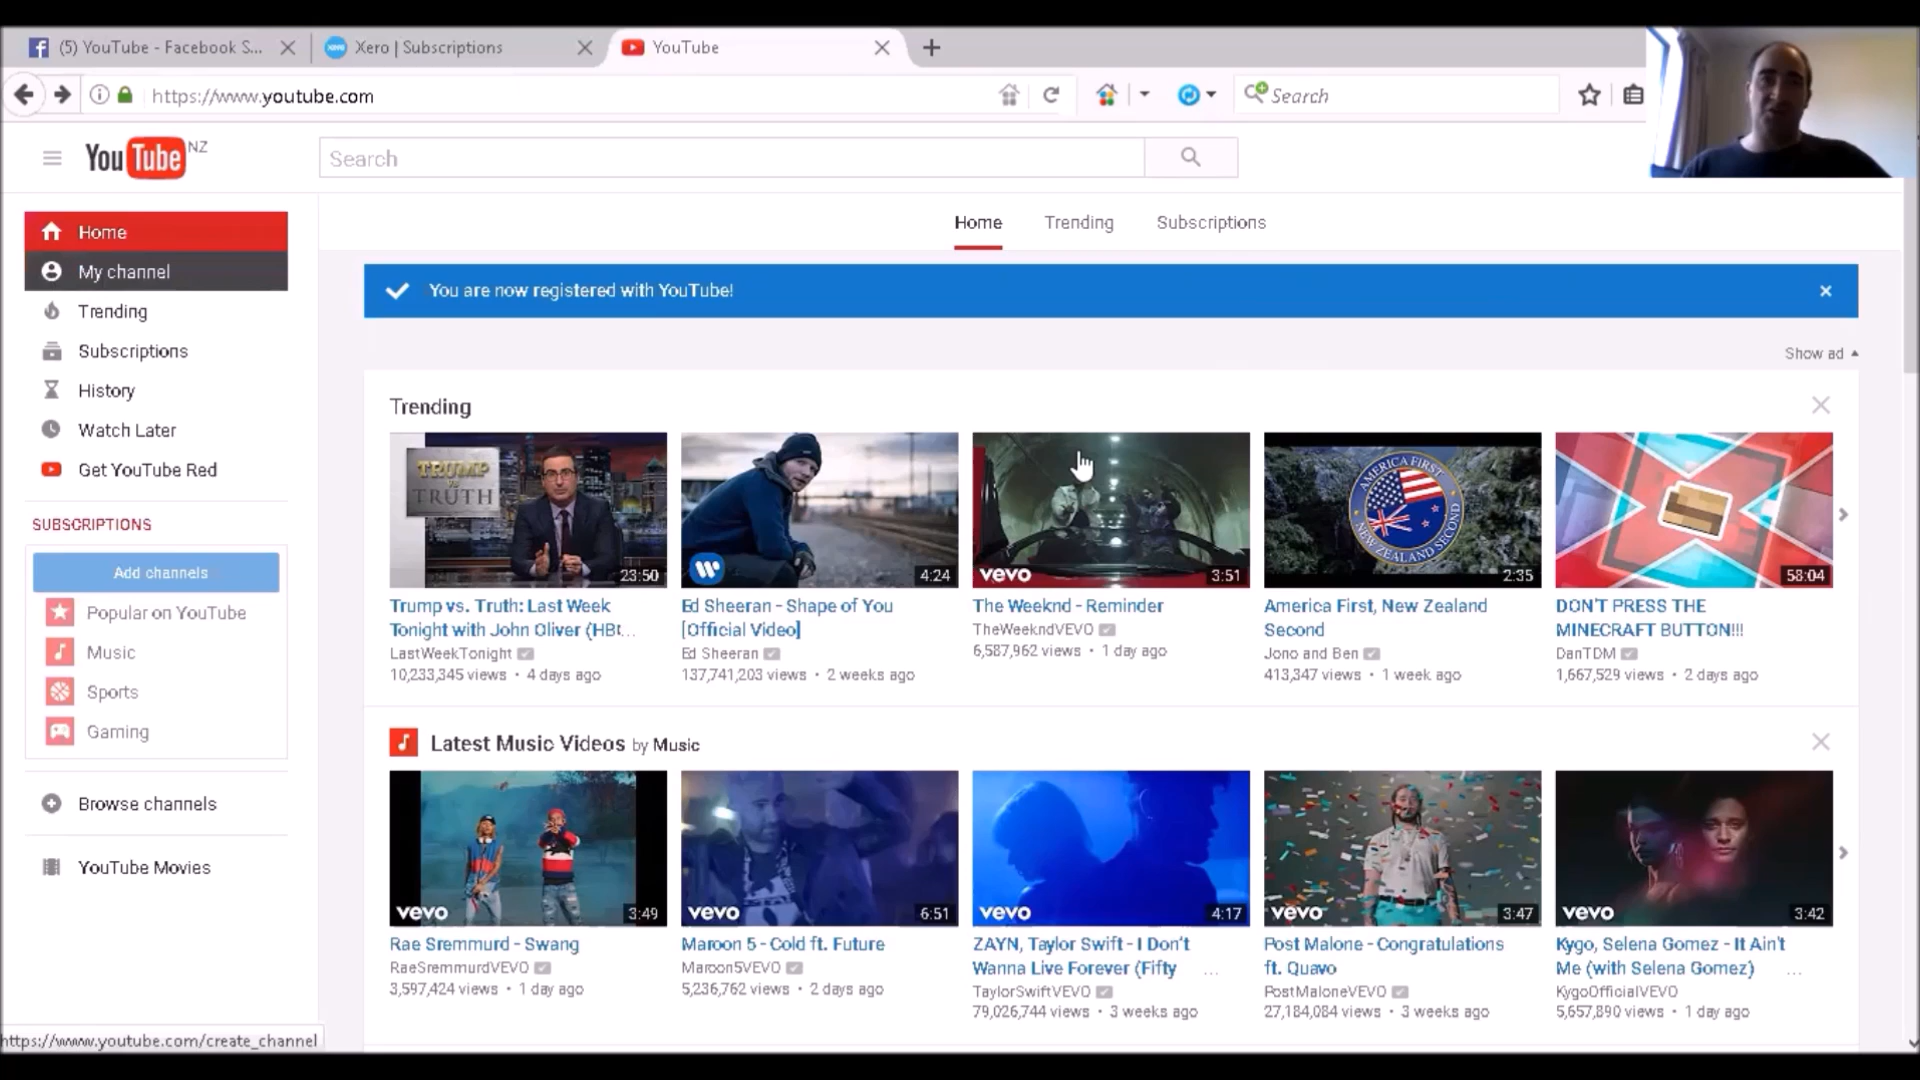 (5) YouTube - Facebook S...
Xero | Subscriptions
YouTube
https://www.youtube.com
Search
YouTube NZ
Search
Home
My channel
Trending
Subscriptions
History
Watch Later
Get YouTube Red
SUBSCRIPTIONS
Add channels
Popular on YouTube
Music
Sports
Gaming
Browse channels
YouTube Movies
https://www.youtube.com/create_channel
Home Trending Subscriptions
You are now registered with YouTube!
Show ad
Trending
TRUMP
vs
TRUTH
23:50
4:24
vevo
3:51
AMERICA FIRST
NEW ZEALAND SECOND
2:35
58:04
Trump vs. Truth: Last Week
Tonight with John Oliver (HBO...
LastWeekTonight
10,233,345 views • 4 days ago
Ed Sheeran - Shape of You
[Official Video]
Ed Sheeran
137,741,203 views • 2 weeks ago
The Weeknd - Reminder
TheWeekndVEVO
6,587,962 views • 1 day ago
America First, New Zealand
Second
Jono and Ben
413,347 views • 1 week ago
DON'T PRESS THE
MINECRAFT BUTTON!!!
DanTDM
1,667,529 views • 2 days ago
Latest Music Videos by Music
vevo
3:49
vevo
6:51
vevo
4:17
vevo
3:47
vevo
3:42
Rae Sremmurd - Swang
RaeSremmurdVEVO
3,597,424 views • 1 day ago
Maroon 5 - Cold ft. Future
Maroon5VEVO
5,236,762 views • 2 days ago
ZAYN, Taylor Swift - I Don't
Wanna Live Forever (Fifty ...
TaylorSwiftVEVO
79,026,744 views • 3 weeks ago
Post Malone - Congratulations
ft. Quavo
PostMaloneVEVO
27,184,084 views • 3 weeks ago
Kygo, Selena Gomez - It Ain't
Me (with Selena Gomez) ...
KygoOfficialVEVO
5,657,890 views • 1 day ago